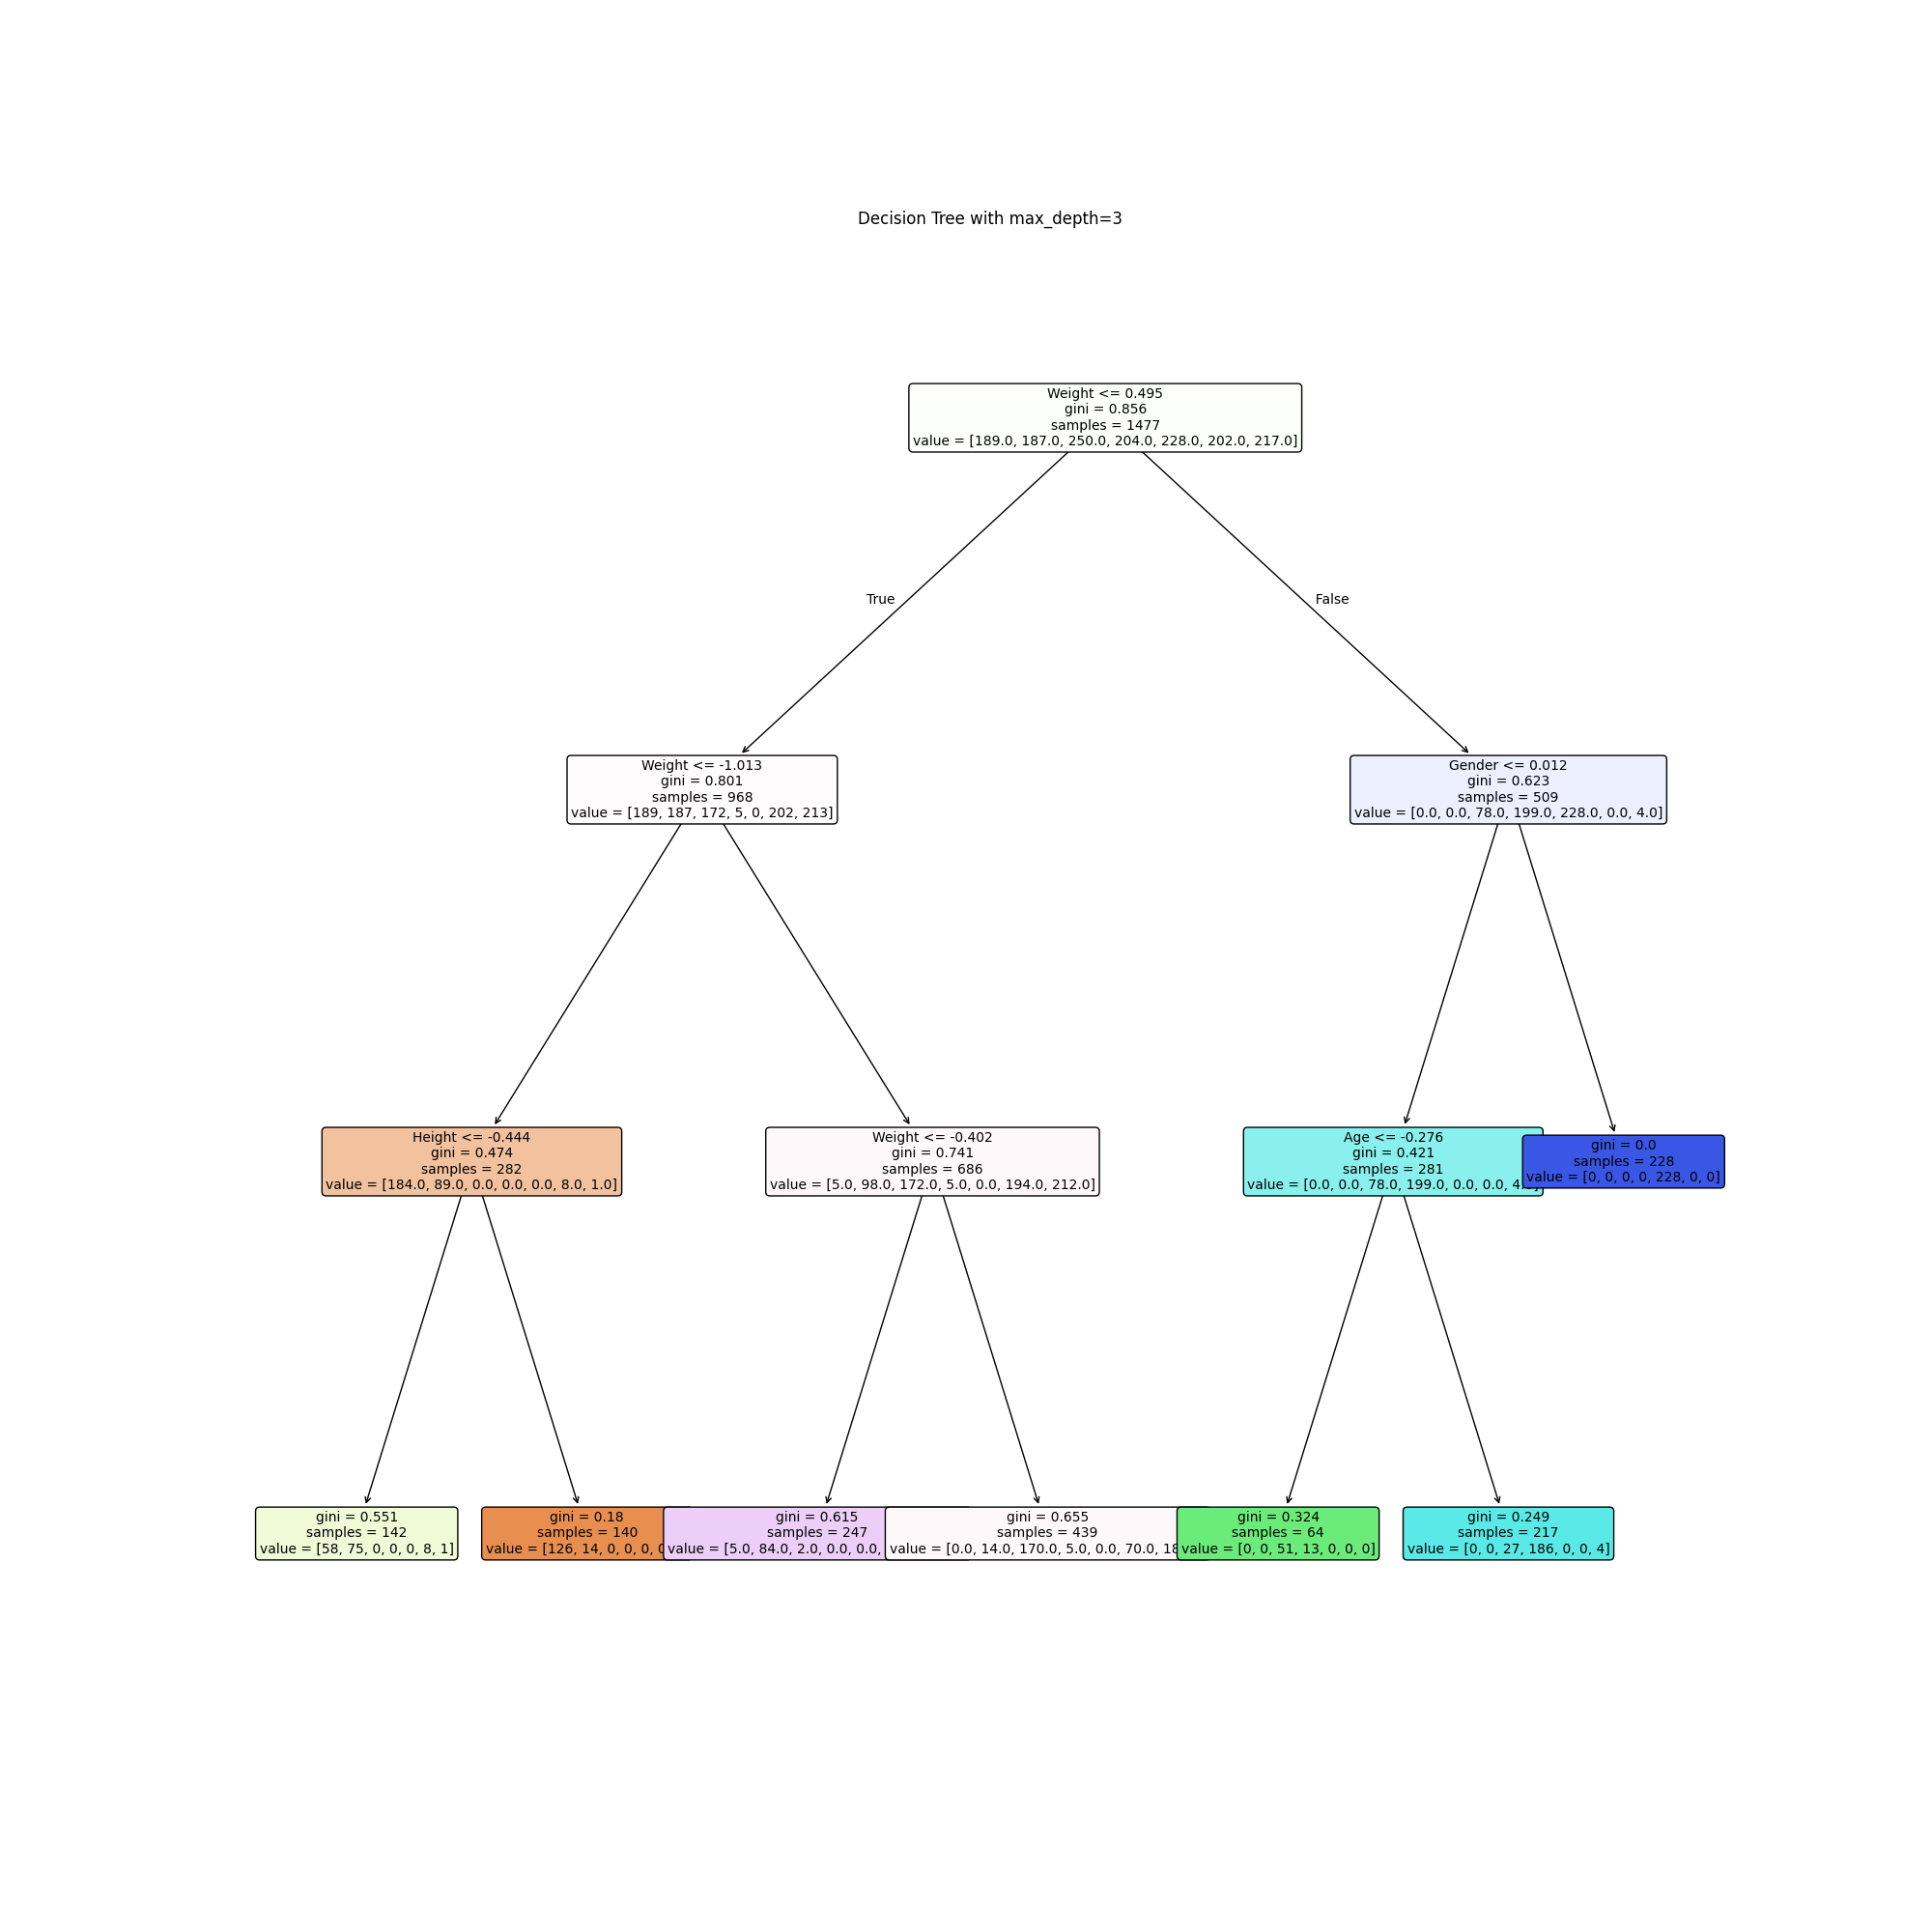 Decision Tree with max_depth=3
Weight <= 0.495
gini = 0.856
samples = 1477
value = [189.0, 187.0, 250.0, 204.0, 228.0, 202.0, 217.0]
True
False
Weight <= -1.013
gini = 0.801
samples = 968
value = [189, 187, 172, 5, 0, 202, 213]
Gender <= 0.012
gini = 0.623
samples = 509
value = [0.0, 0.0, 78.0, 199.0, 228.0, 0.0, 4.0]
Height <= -0.444
gini = 0.474
samples = 282
value = [184.0, 89.0, 0.0, 0.0, 0.0, 8.0, 1.0]
Weight <= -0.402
gini = 0.741
samples = 686
value = [5.0, 98.0, 172.0, 5.0, 0.0, 194.0, 212.0]
Age <= -0.276
gini = 0.421
samples = 281
value = [0.0, 0.0, 78.0, 199.0, 0.0, 0.0,
gini = 0.0
samples = 228
value = [0, 0, 0, 0, 228, 0, 0]
gini = 0.551
samples = 142
value = [58, 75, 0, 0, 0, 8, 1]
gini = 0.18
samples = 140
value = [126, 14, 0, 0, 0,
gini = 0.615
samples = 247
value = [5.0, 84.0, 2.0, 0.0, 0.0,
gini = 0.655
samples = 439
value = [0.0, 14.0, 170.0, 5.0, 0.0, 70.0,
gini = 0.324
samples = 64
value = [0, 0, 51, 13, 0, 0, 0]
gini = 0.249
samples = 217
value = [0, 0, 27, 186, 0, 0, 4]